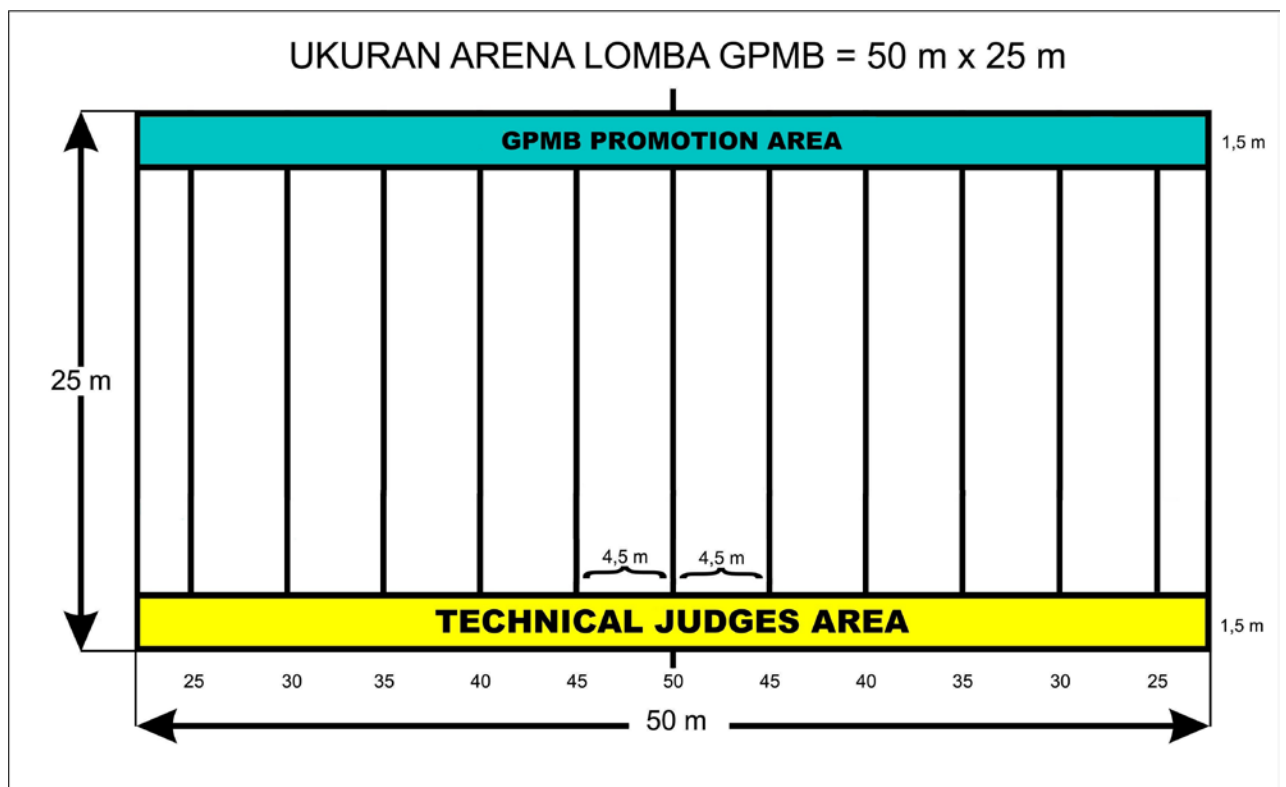 UKURAN ARENA LOMBA GPMB = 50 m x 25 m
GPMB PROMOTION AREA
1,5 m
25 m
4,5 m 4,5 m
TECHNICAL JUDGES AREA
1,5 m
25 30 35 40 45 50 45 40 35 30 25
50 m